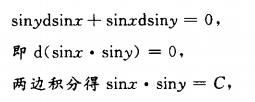 sinydsinx + sinxdsiny = 0,
即 d(sinx · siny) = 0,
两边积分得 sinx · siny = C,